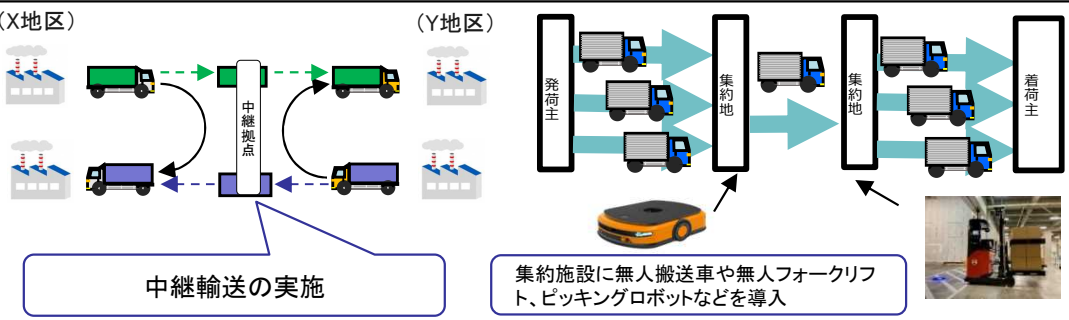 (X地区)
(Y地区)
中継拠点
中継輸送の実施
発荷主
集約地
集約地
着荷主
集約施設に無人搬送車や無人フォークリフ
ト、ピッキングロボットなどを導入